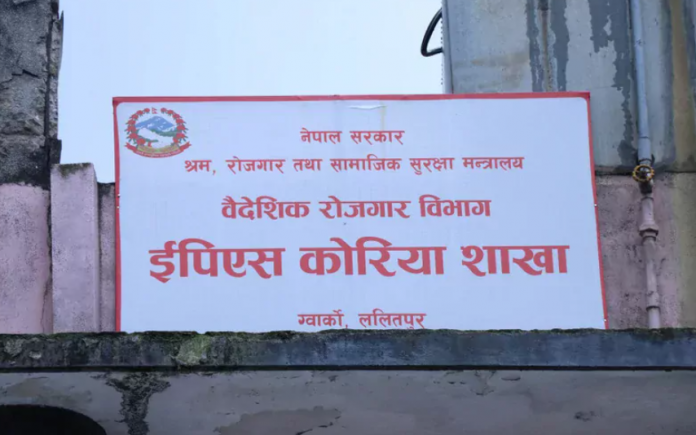 नेपाल सरकार
श्रम, रोजगार तथा सामाजिक सुरक्षा मन्त्रालय
वैदेशिक रोजगार विभाग
ईपिएस कोरिया शाखा
ग्वार्को, ललितपुर